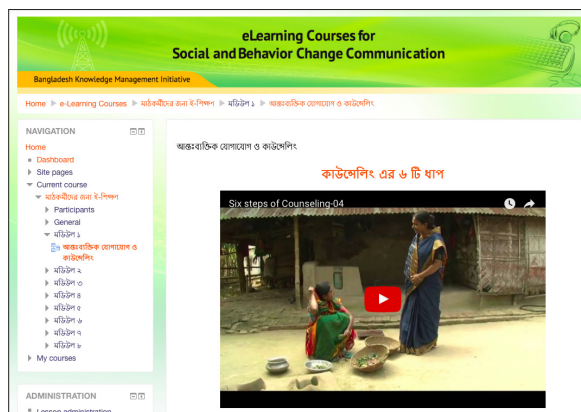 eLearning Courses for
Social and Behavior Change Communication
Bangladesh Knowledge Management Initiative
Home ▶ e-Learning Courses ▶ মাঠকর্মীদের জন্য ই-শিক্ষণ ▶ মডিউল ১ ▶ আন্তঃব্যক্তিক যোগাযোগ ও কাউন্সেলিং
NAVIGATION
Home
Dashboard
Site pages
Current course
মাঠকর্মীদের জন্য ই-শিক্ষণ
Participants
General
মডিউল ১
আন্তঃব্যক্তিক যোগাযোগ ও
কাউন্সেলিং
মডিউল ২
মডিউল ৩
মডিউল ৪
মডিউল ৫
মডিউল ৬
মডিউল ৭
মডিউল ৮
My courses
ADMINISTRATION
Lesson administration
আন্তঃব্যক্তিক যোগাযোগ ও কাউন্সেলিং
কাউন্সেলিং এর ৬ টি ধাপ
Six steps of Counseling-04